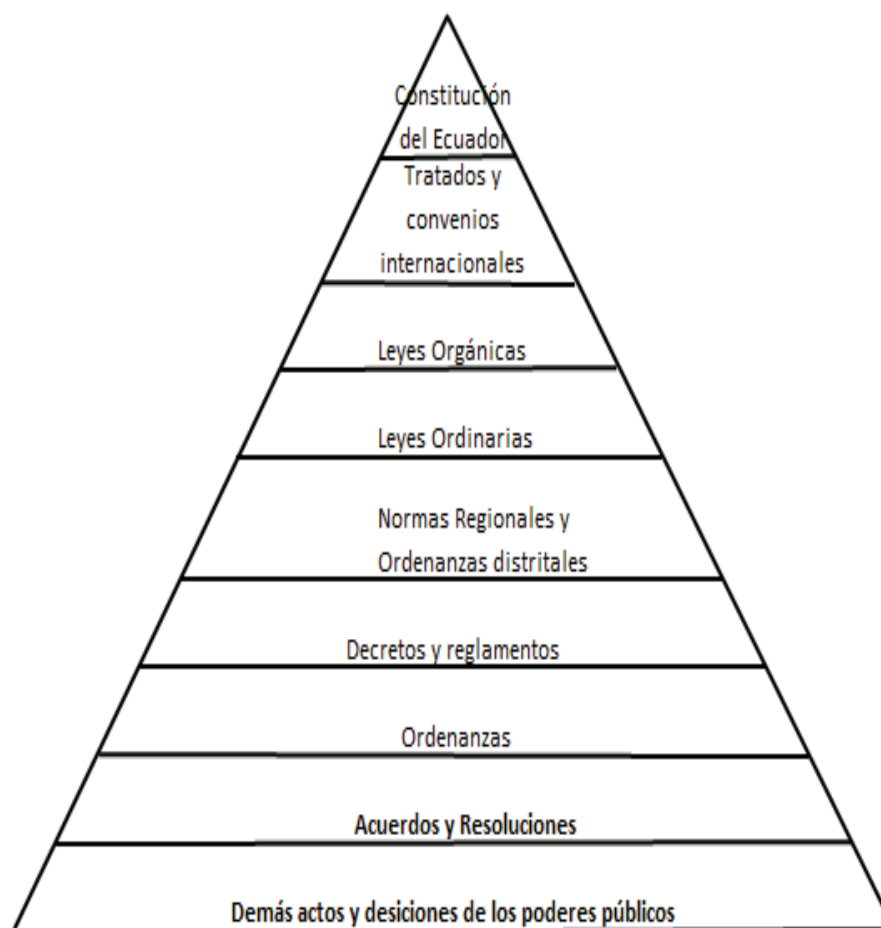 Constitución
del Ecuador
Tratados y
convenios
internacionales
Leyes Orgánicas
Leyes Ordinarias
Normas Regionales y
Ordenanzas distritales
Decretos y reglamentos
Ordenanzas
Acuerdos y Resoluciones
Demás actos y desiciones de los poderes públicos